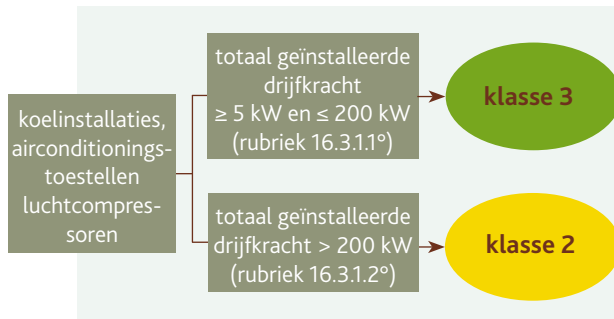 koelinstallaties,
airconditionings-
toestellen
luchtcompres-
soren
totaal geïnstalleerde
drijfkracht
≥ 5 kW en ≤ 200 kW
(rubriek 16.3.1.1°)
klasse 3
totaal geïnstalleerde
drijfkracht > 200 kW
(rubriek 16.3.1.2°)
klasse 2